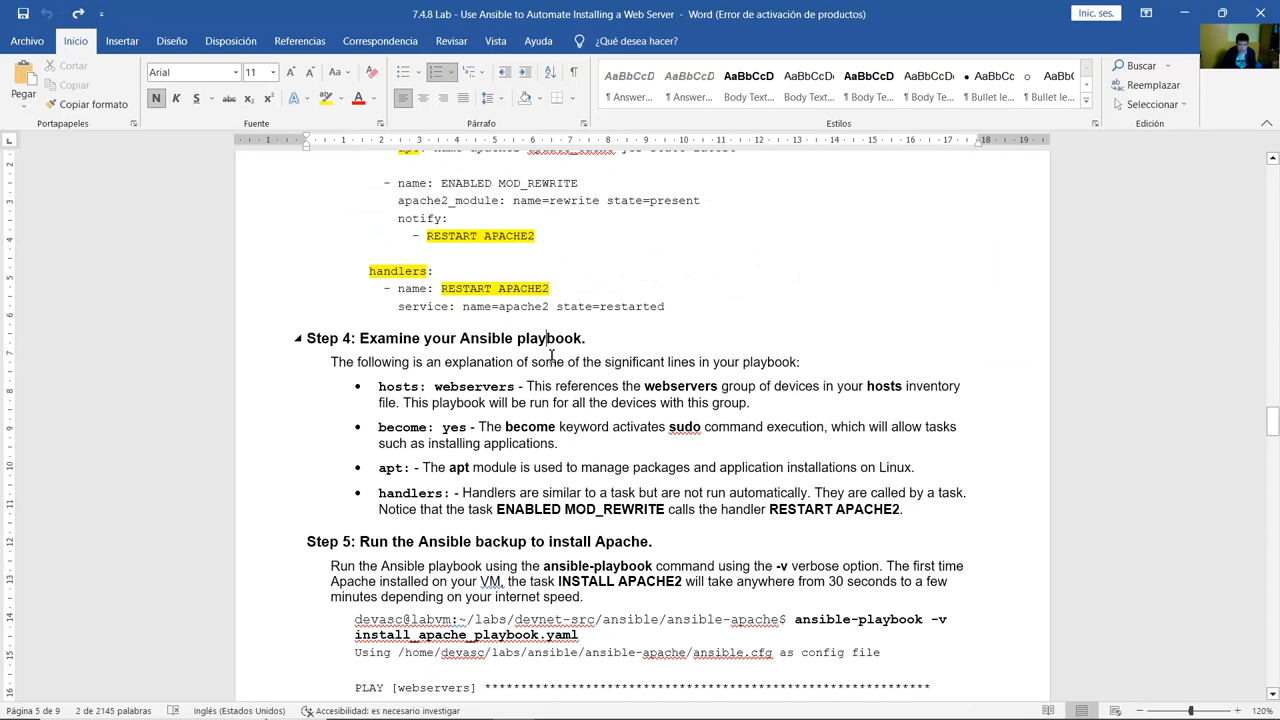 7.4.8 Lab - Use Ansible to Automate Installing a Web Server - Word (Error de activación de productos)
Inic. ses.
Archivo Inicio Insertar Diseño Disposición Referencias Correspondencia Revisar Vista Ayuda ¿Qué desea hacer?
Pegar
Cortar
Copiar
Copiar formato
Arial 11
N K S abc x₂ x²
AaBbCcD AaBbCcD AaBbCcD AaBbCcD AaBbCcD AaBbCcD AaBbCc AaBb
¶ Answer... ¶ Answer... Body Text... Body Text... Body Text... ¶ Body Te... ¶ Bullet le... ¶ Bullet In...
Buscar
Reemplazar
Seleccionar
Portapapeles Fuente Párrafo Estilos Edición
- name: ENABLED MOD_REWRITE
apache2_module: name=rewrite state=present
notify:
- RESTART APACHE2
handlers:
- name: RESTART APACHE2
service: name=apache2 state=restarted
Step 4: Examine your Ansible playbook.
The following is an explanation of some of the significant lines in your playbook:
• hosts: webservers - This references the webservers group of devices in your hosts inventory
file. This playbook will be run for all the devices with this group.
• become: yes - The become keyword activates sudo command execution, which will allow tasks
such as installing applications.
• apt: - The apt module is used to manage packages and application installations on Linux.
• handlers: - Handlers are similar to a task but are not run automatically. They are called by a task.
Notice that the task ENABLED MOD_REWRITE calls the handler RESTART APACHE2.
Step 5: Run the Ansible backup to install Apache.
Run the Ansible playbook using the ansible-playbook command using the -v verbose option. The first time
Apache installed on your VM, the task INSTALL APACHE2 will take anywhere from 30 seconds to a few
minutes depending on your internet speed.
devasc@labvm:~/labs/devnet-src/ansible/ansible-apache$ ansible-playbook -v
install_apache_playbook.yaml
Using /home/devasc/labs/ansible/ansible-apache/ansible.cfg as config file
PLAY [webservers] **************************************************************
Página 5 de 9 2 de 2145 palabras Inglés (Estados Unidos) Accesibilidad: es necesario investigar 120%